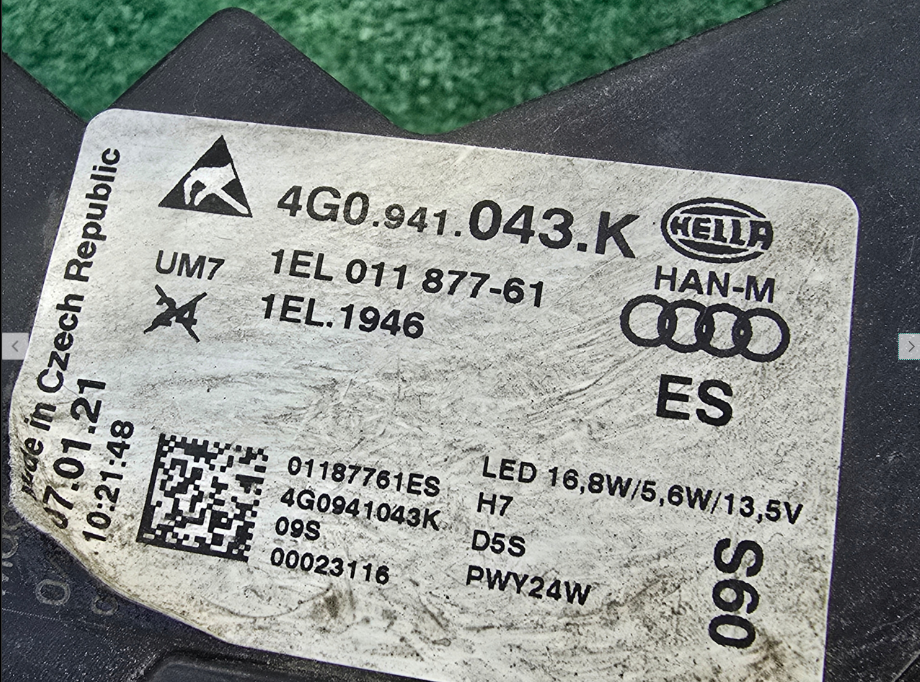 4G0.941.043.K
HELLA
UM7
1EL 011 877-61
HAN-M
24
1EL.1946
ES
Made in Czech Republic
07.01.21
10:21:48
01187761ES
4G0941043K
09S
00023116
LED 16,8W/5,6W/13,5V
H7
D5S
PWY24W
09S